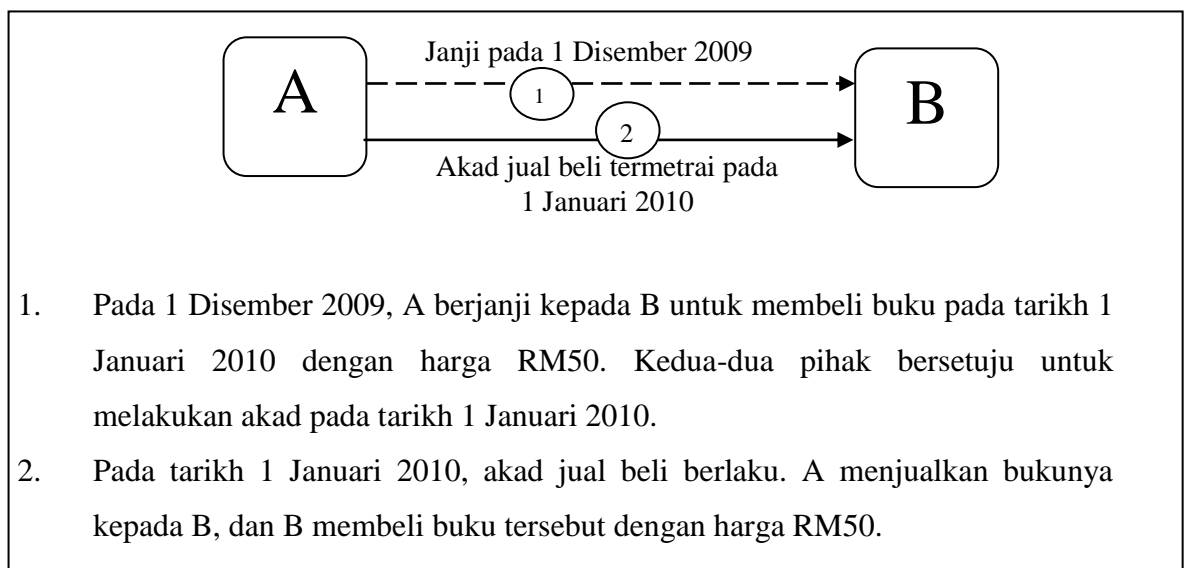 Janji pada 1 Disember 2009
A
B
1
2
Akad jual beli termetrai pada
1 Januari 2010
1. Pada 1 Disember 2009, A berjanji kepada B untuk membeli buku pada tarikh 1
Januari 2010 dengan harga RM50. Kedua-dua pihak bersetuju untuk
melakukan akad pada tarikh 1 Januari 2010.
2. Pada tarikh 1 Januari 2010, akad jual beli berlaku. A menjualkan bukunya
kepada B, dan B membeli buku tersebut dengan harga RM50.